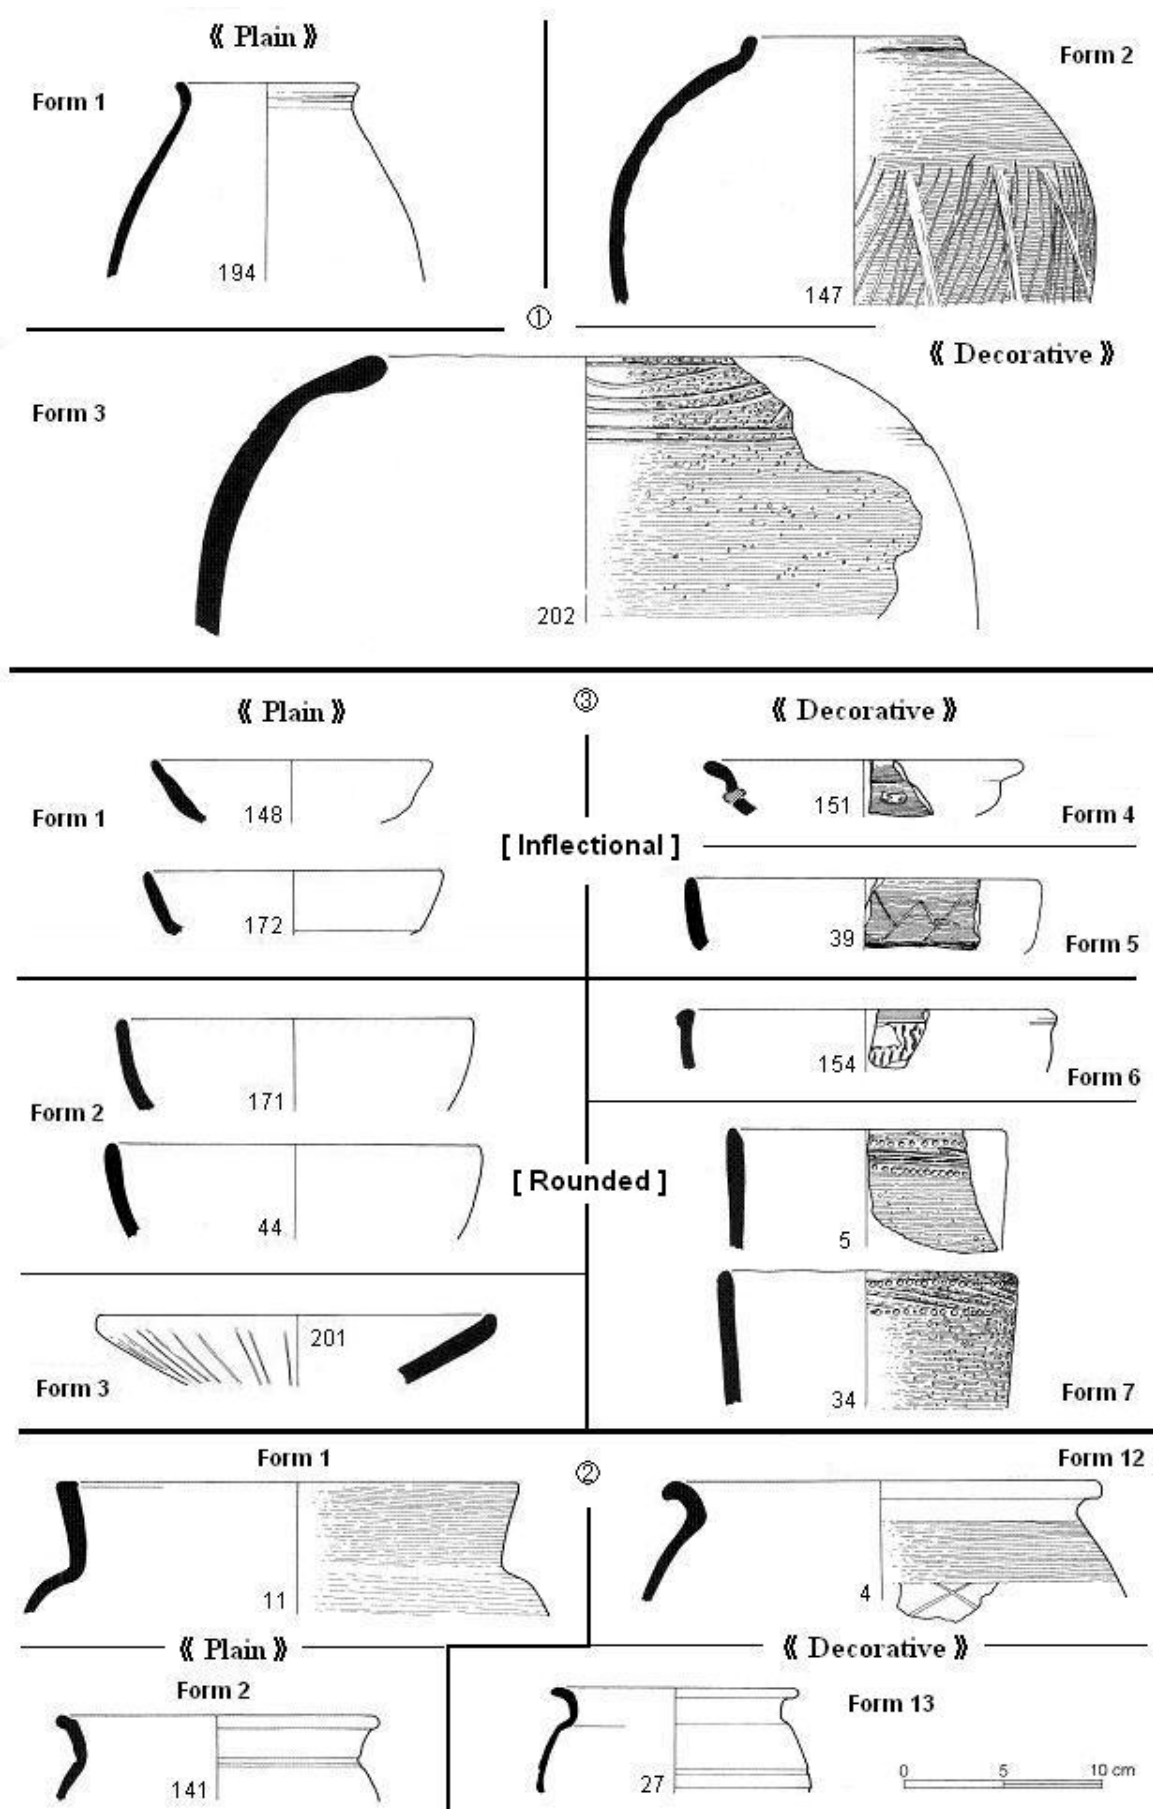 《 Plain 》
Form 1
194
Form 2
147
①
《 Decorative 》
Form 3
202
③
《 Plain 》
《 Decorative 》
Form 1
148
151
Form 4
[ Inflectional ]
172
39
Form 5
Form 2
171
154
Form 6
44
[ Rounded ]
5
201
Form 3
34
Form 7
Form 1
②
Form 12
11
4
《 Plain 》
《 Decorative 》
Form 2
Form 13
141
27
0 5 10 cm